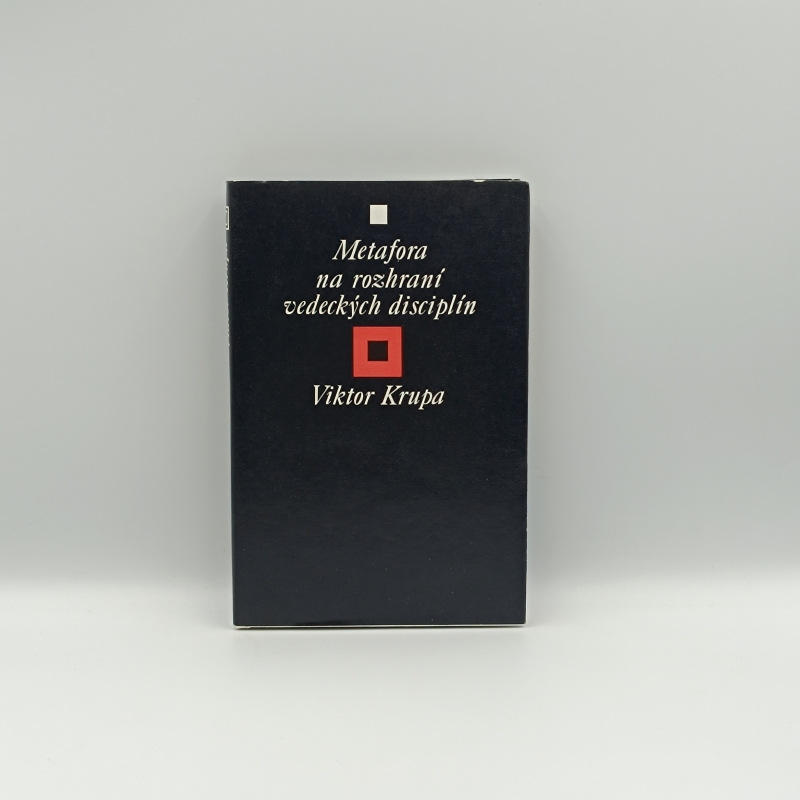 Metafora
na rozhraní
vedeckých disciplín
Viktor Krupa